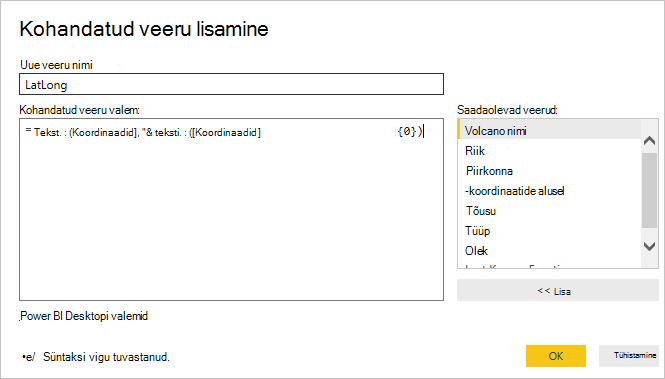 Kohandatud veeru lisamine
Uue veeru nimi
LatLong
Kohandatud veeru valem:
= Tekst. : (Koordinaadid], "& teksti. : ([Koordinaadid] {0})
Saadaolevad veerud:
Volcano nimi
Riik
Piirkonna
-koordinaatide alusel
Tõusu
Tüüp
Olek
<< Lisa
Power BI Desktopi valemid
•e/ Süntaksi vigu tuvastanud.
OK
Tühistamine